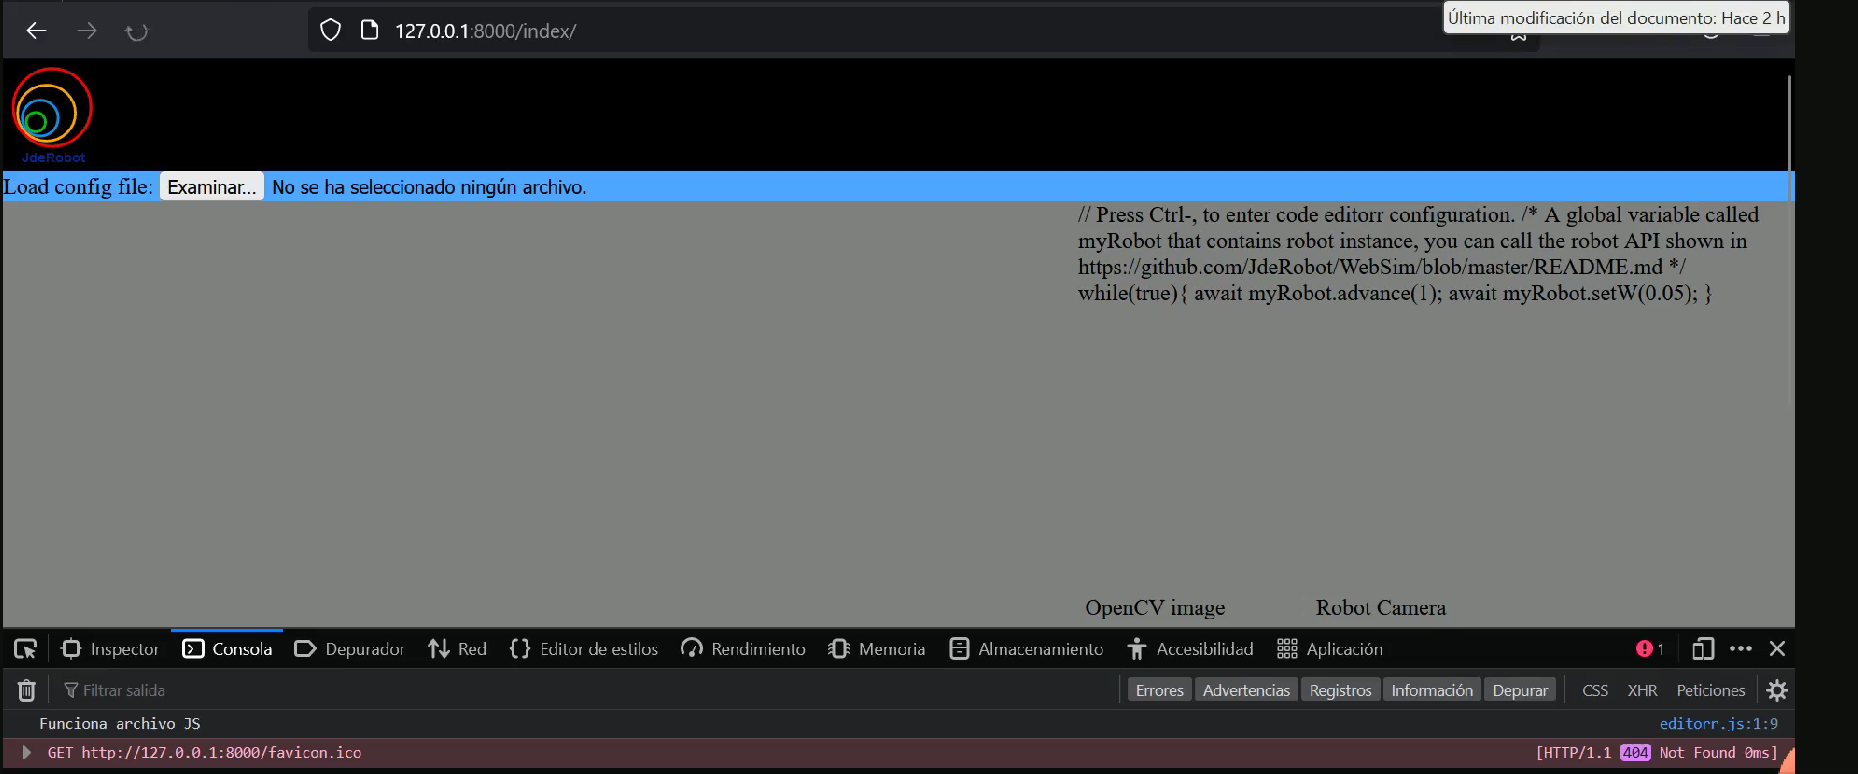 Última modificación del documento: Hace 2 h
127.0.0.1:8000/index/
JdeRobot
Load config file: Examinar... No se ha seleccionado ningún archivo.
// Press Ctrl-, to enter code editorr configuration. /* A global variable called
myRobot that contains robot instance, you can call the robot API shown in
https://github.com/JdeRobot/WebSim/blob/master/README.md */
while(true){ await myRobot.advance(1); await myRobot.setW(0.05); }
OpenCV image Robot Camera
Inspector Consola Depurador Red Editor de estilos Rendimiento Memoria Almacenamiento Accesibilidad Aplicación 1
Filtrar salida Errores Advertencias Registros Información Depurar CSS XHR Peticiones
Funciona archivo JS editorr.js:1:9
GET http://127.0.0.1:8000/favicon.ico [HTTP/1.1 404 Not Found 0ms]